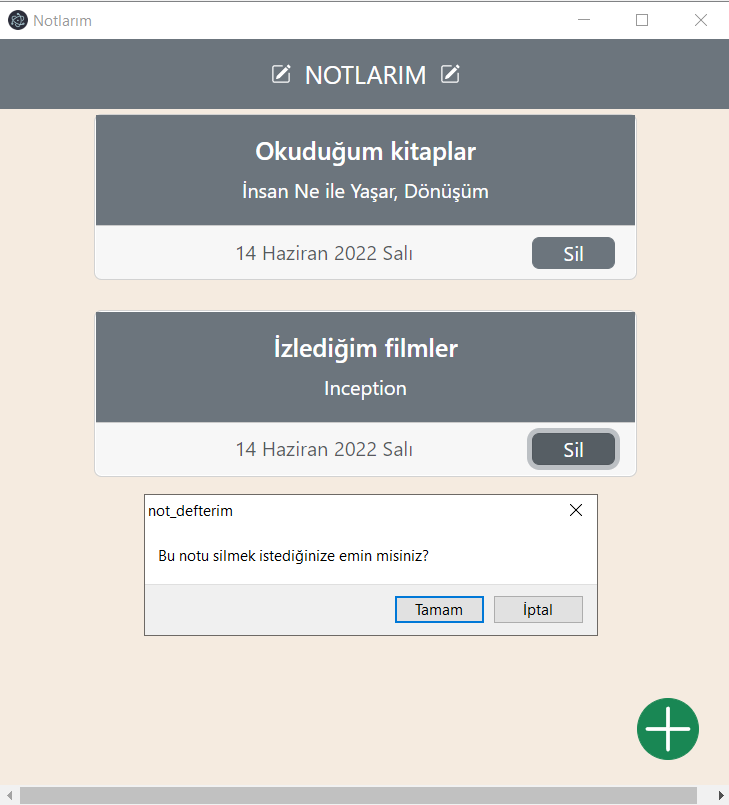 Notlarım
NOTLARIM
Okuduğum kitaplar
İnsan Ne ile Yaşar, Dönüşüm
14 Haziran 2022 Salı
Sil
İzlediğim filmler
Inception
14 Haziran 2022 Salı
Sil
not_defterim
Bu notu silmek istediğinize emin misiniz?
Tamam
İptal